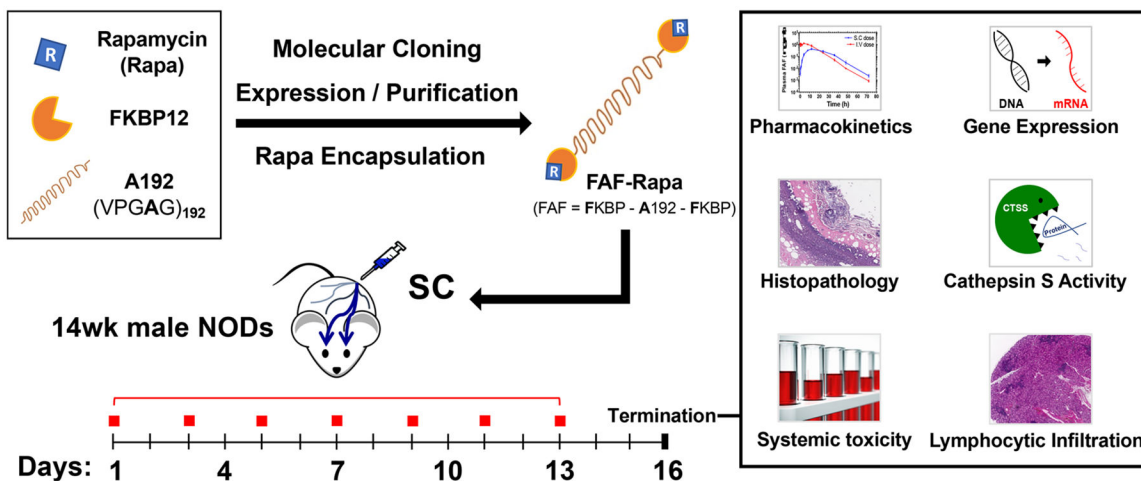 R
Rapamycin
(Rapa)
FKBP12
A192
(VPGAG)192
Molecular Cloning
Expression / Purification
Rapa Encapsulation
R
R
FAF-Rapa
(FAF = FKBP - A192 - FKBP)
SC
14wk male NODs
Termination
Days:
1
4
7
10
13
16
S.C dose
I.V dose
Time (h)
Pharmacokinetics
DNA
mRNA
Gene Expression
Histopathology
CTSS
Protein
Cathepsin S Activity
Systemic toxicity
Lymphocytic Infiltration